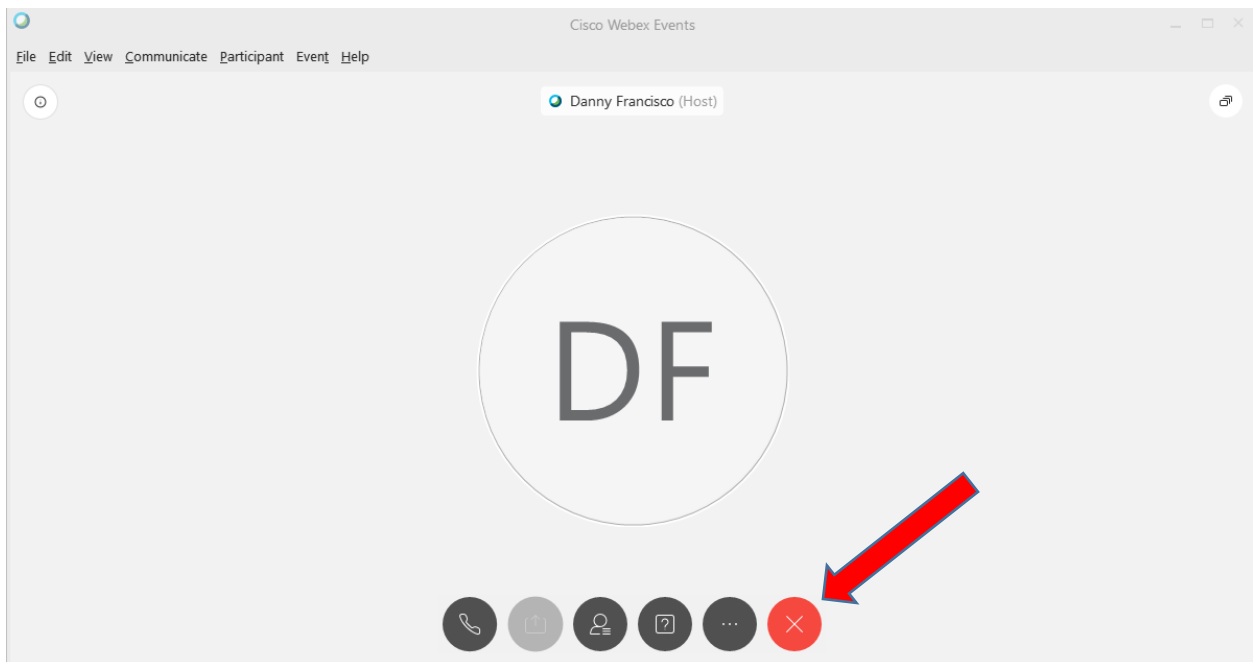 Cisco Webex Events
File Edit View Communicate Participant Event Help
Danny Francisco (Host)
DF